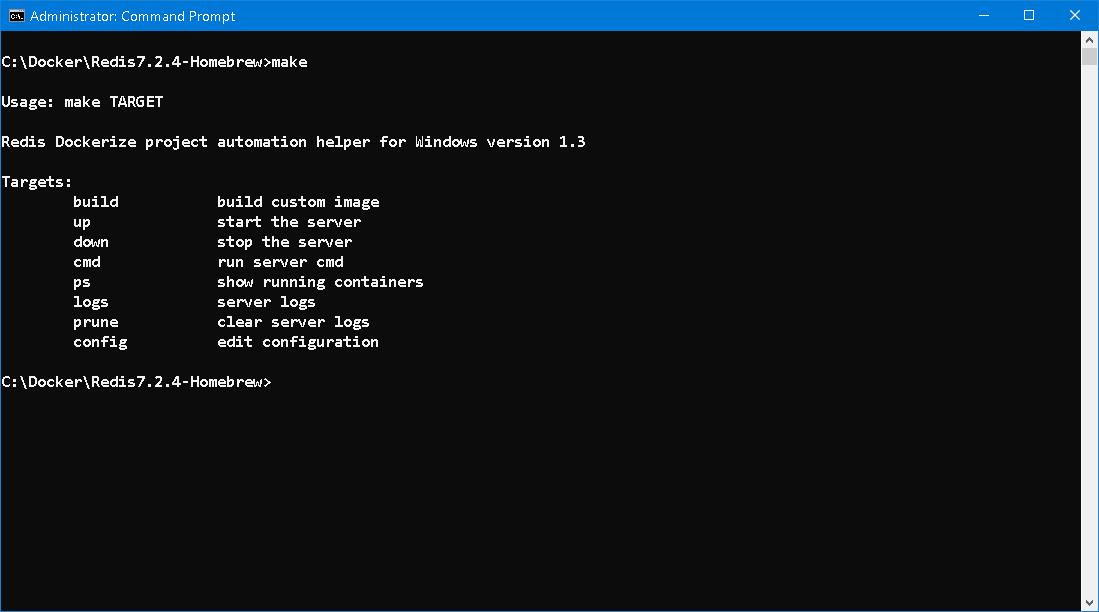 Administrator: Command Prompt
C:\Docker\Redis7.2.4-Homebrew>make
Usage: make TARGET
Redis Dockerize project automation helper for Windows version 1.3
Targets:
build build custom image
up start the server
down stop the server
cmd run server cmd
ps show running containers
logs server logs
prune clear server logs
config edit configuration
C:\Docker\Redis7.2.4-Homebrew>